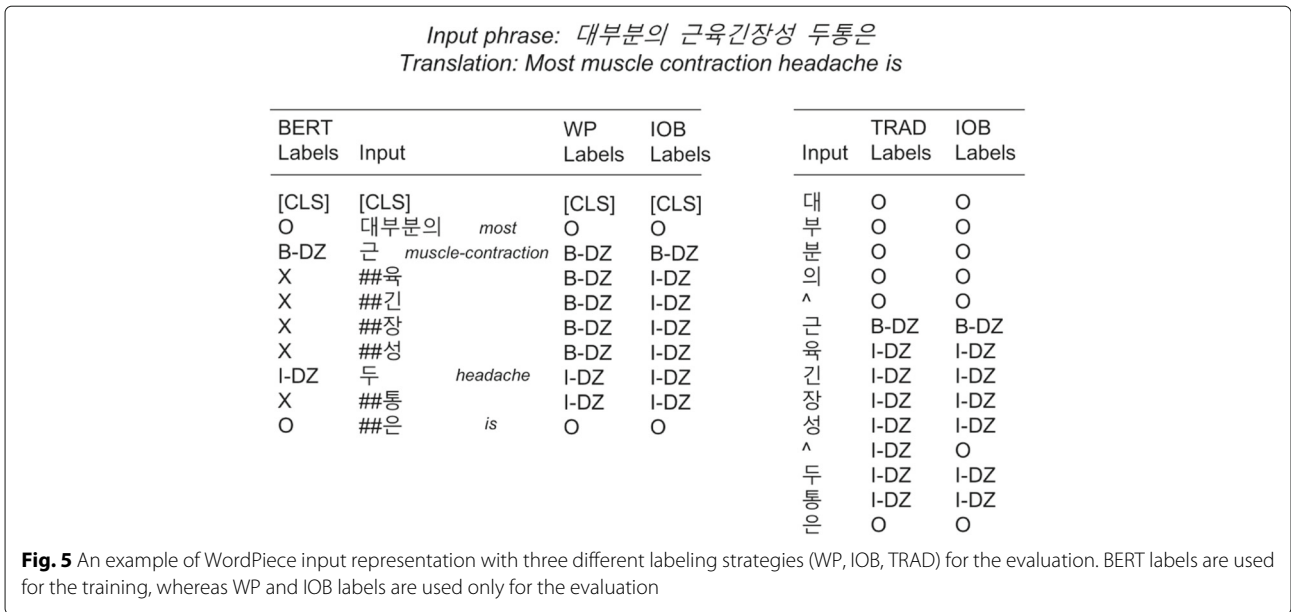 Input phrase: 대부분의 근육긴장성 두통은
Translation: Most muscle contraction headache is
BERT Labels Input WP Labels IOB Labels
[CLS] [CLS] [CLS] [CLS]
O 대부분의 most O O
B-DZ 근 muscle-contraction B-DZ B-DZ
X ##육 B-DZ I-DZ
X ##긴 B-DZ I-DZ
X ##장 B-DZ I-DZ
X ##성 B-DZ I-DZ
I-DZ 두 headache I-DZ I-DZ
X ##통 I-DZ I-DZ
O ##은 is O O
Input TRAD Labels IOB Labels
대 O O
부 O O
분 O O
의 O O
^ O O
근 B-DZ B-DZ
육 I-DZ I-DZ
긴 I-DZ I-DZ
장 I-DZ I-DZ
성 I-DZ I-DZ
^ I-DZ O
두 I-DZ I-DZ
통 I-DZ I-DZ
은 O O
Fig. 5 An example of WordPiece input representation with three different labeling strategies (WP, IOB, TRAD) for the evaluation. BERT labels are used
for the training, whereas WP and IOB labels are used only for the evaluation